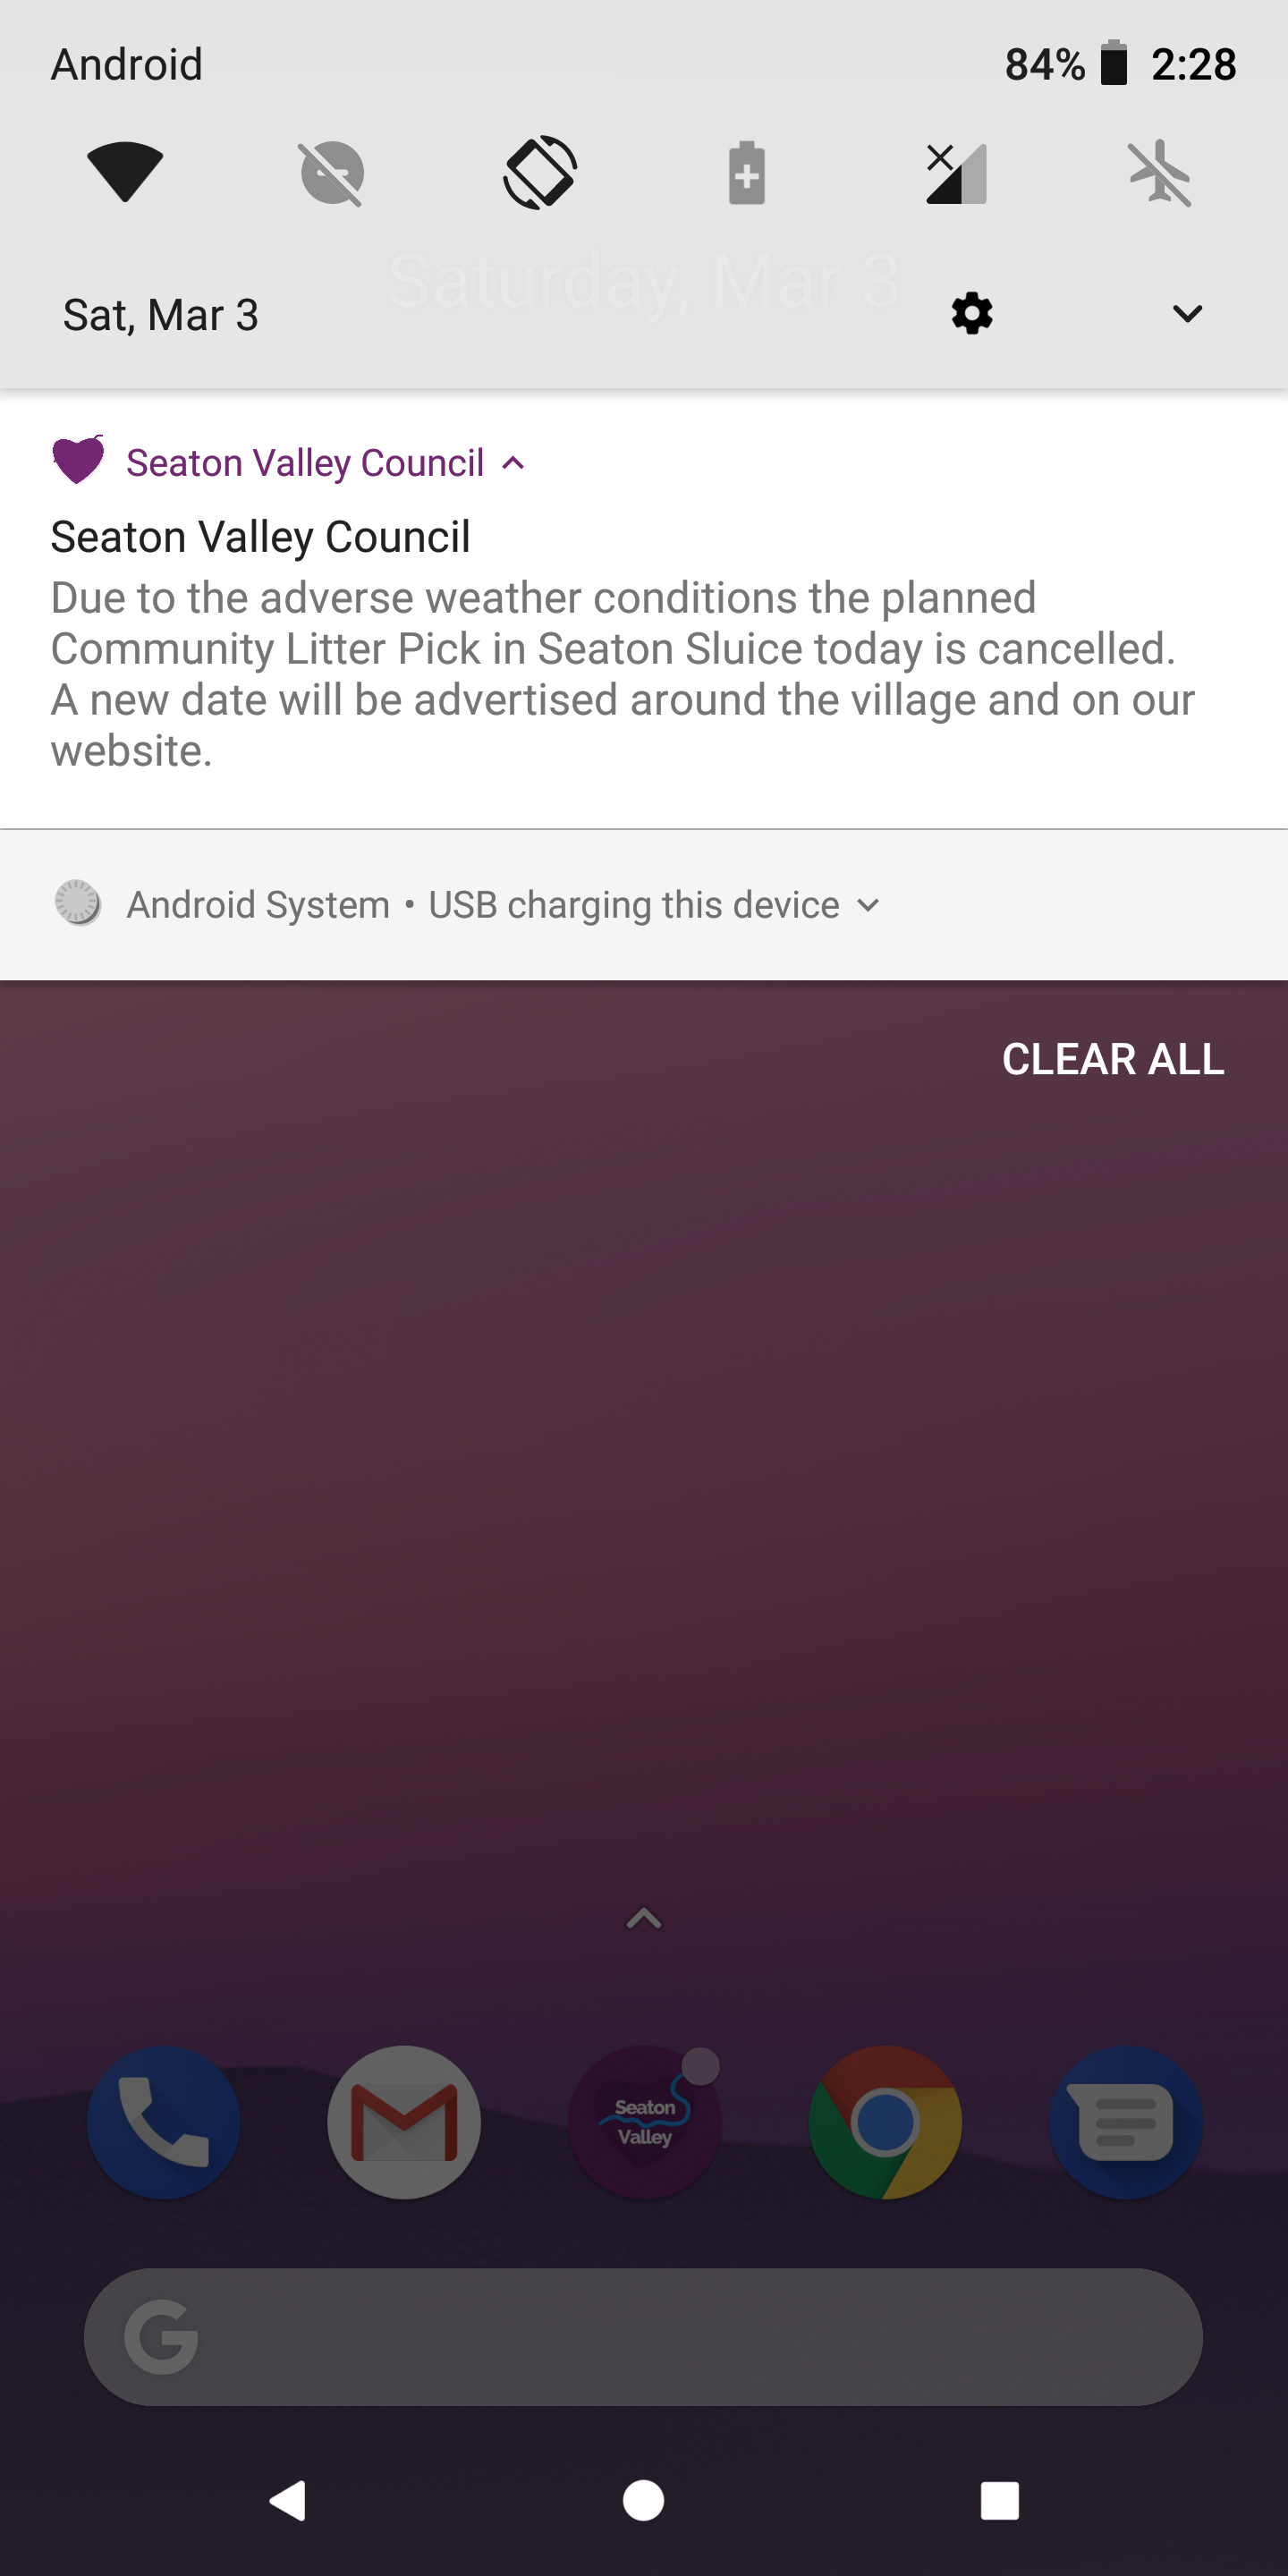 Android 84% 2:28
Saturday, Mar 3
Sat, Mar 3
Seaton Valley Council
Seaton Valley Council
Due to the adverse weather conditions the planned
Community Litter Pick in Seaton Sluice today is cancelled.
A new date will be advertised around the village and on our
website.
Android System • USB charging this device
CLEAR ALL
Seaton
Valley
G